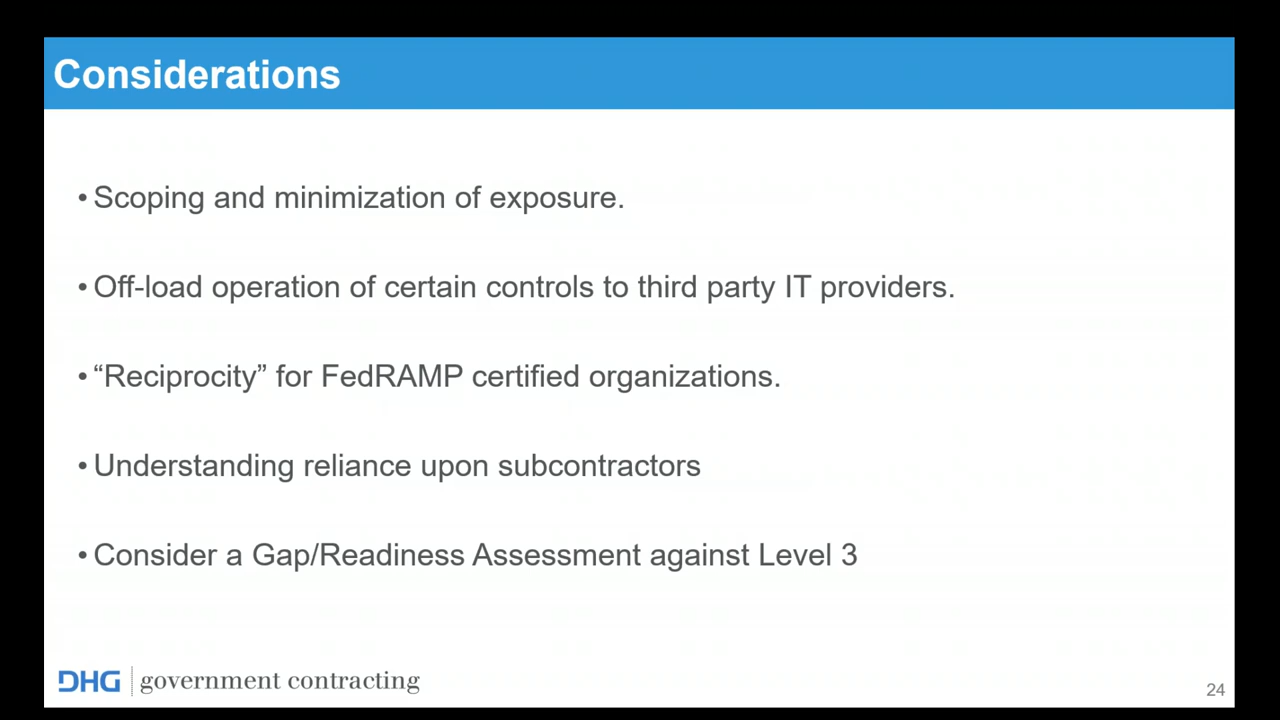 Considerations
• Scoping and minimization of exposure.
• Off-load operation of certain controls to third party IT providers.
• “Reciprocity” for FedRAMP certified organizations.
• Understanding reliance upon subcontractors
• Consider a Gap/Readiness Assessment against Level 3
DHG | government contracting
24